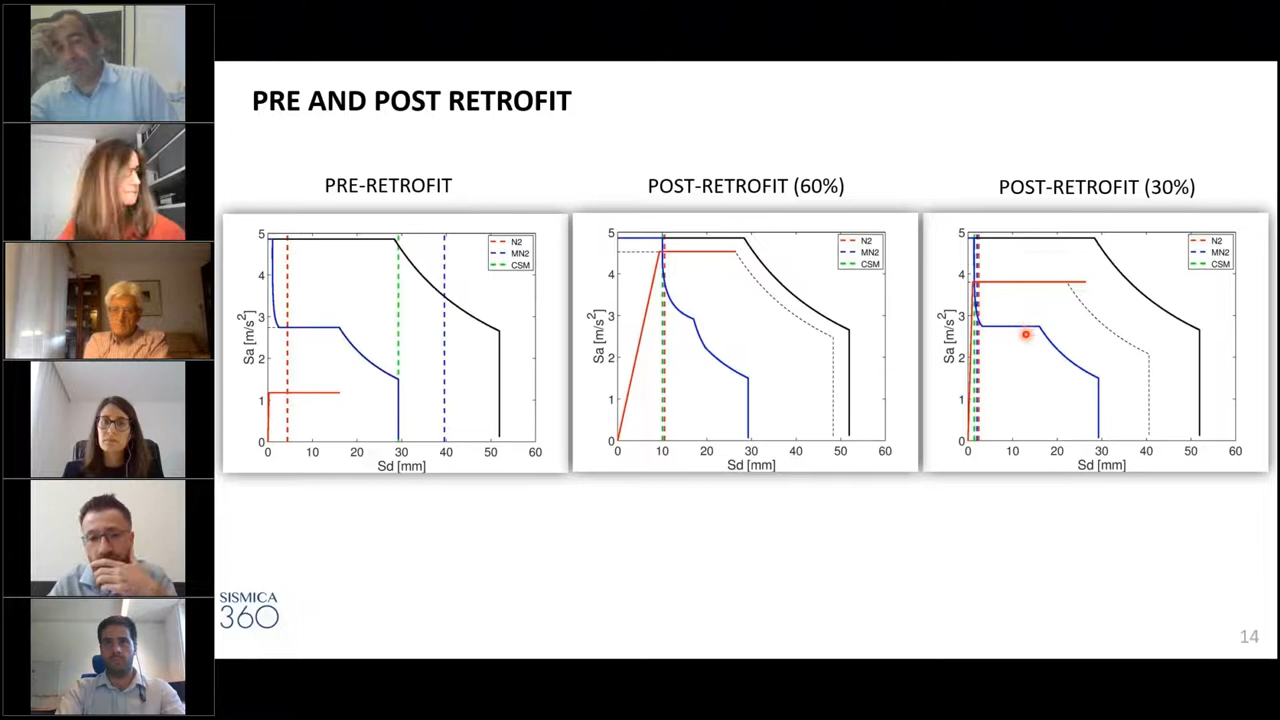 PRE AND POST RETROFIT
PRE-RETROFIT
5
4
3
2
1
0
Sa [m/s²]
0 10 20 30 40 50 60
Sd [mm]
N2
MN2
CSM
POST-RETROFIT (60%)
5
4
3
2
1
0
Sa [m/s²]
0 10 20 30 40 50 60
Sd [mm]
N2
MN2
CSM
POST-RETROFIT (30%)
5
4
3
2
1
0
Sa [m/s²]
0 10 20 30 40 50 60
Sd [mm]
N2
MN2
CSM
SISMICA
360
14